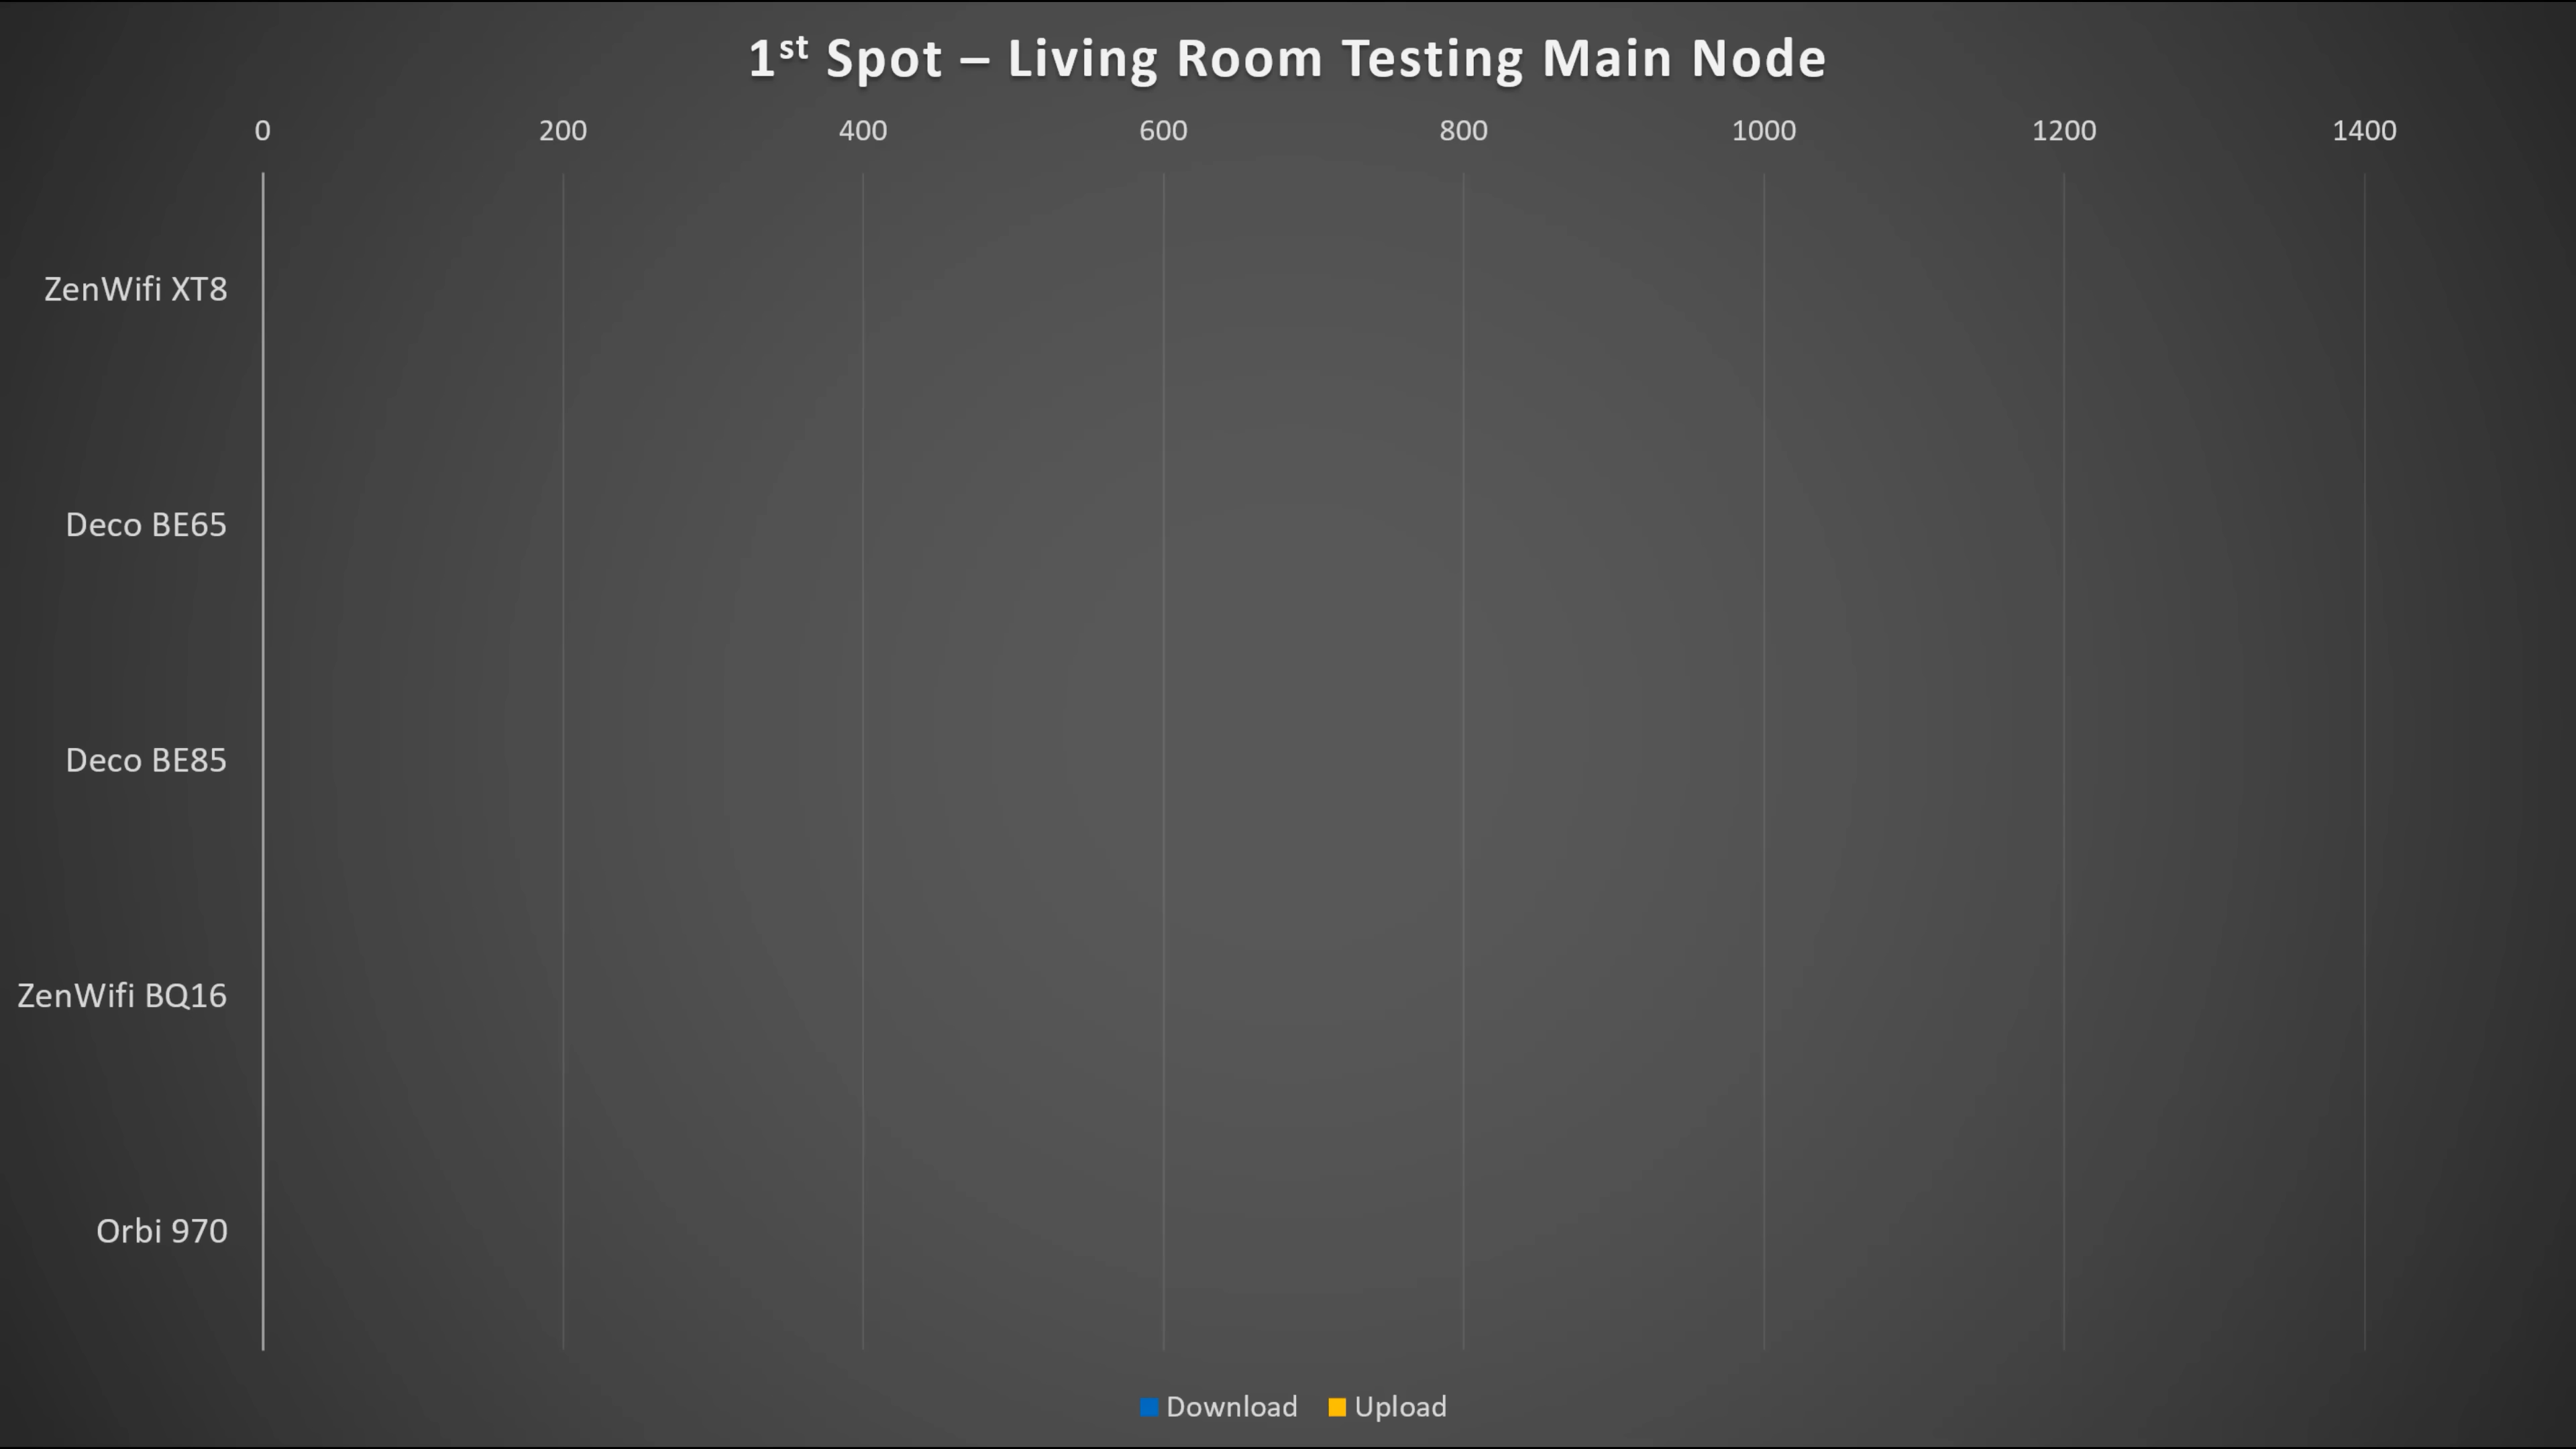 1st Spot – Living Room Testing Main Node
0 200 400 600 800 1000 1200 1400
ZenWifi XT8
Deco BE65
Deco BE85
ZenWifi BQ16
Orbi 970
Download Upload